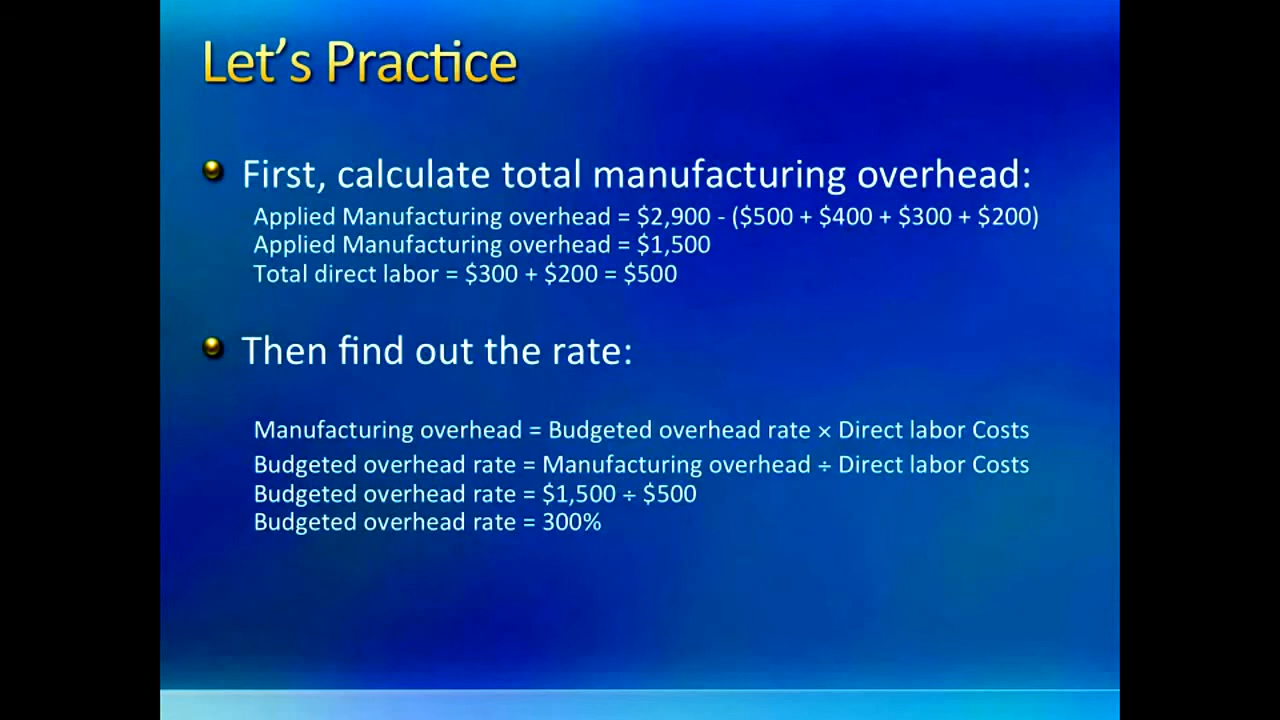 Let's Practice
First, calculate total manufacturing overhead:
Applied Manufacturing overhead = $2,900 - ($500 + $400 + $300 + $200)
Applied Manufacturing overhead = $1,500
Total direct labor = $300 + $200 = $500
Then find out the rate:
Manufacturing overhead = Budgeted overhead rate × Direct labor Costs
Budgeted overhead rate = Manufacturing overhead ÷ Direct labor Costs
Budgeted overhead rate = $1,500 ÷ $500
Budgeted overhead rate = 300%